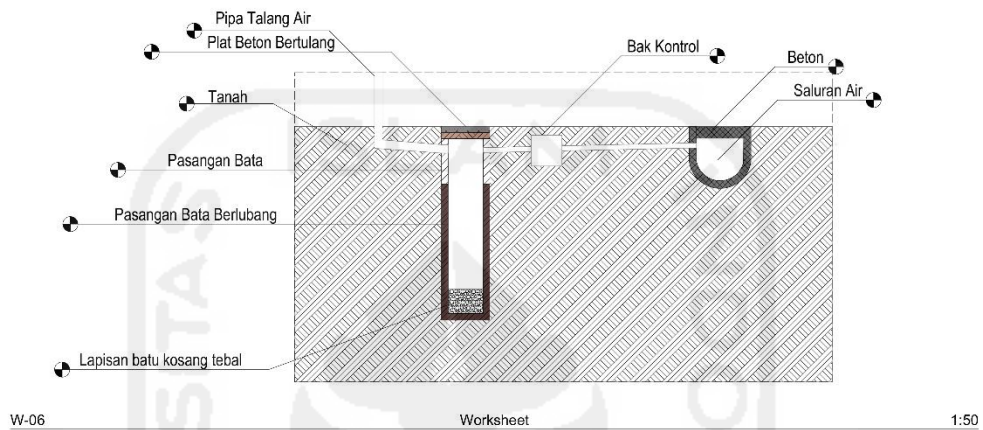 Pipa Talang Air
Plat Beton Bertulang
Bak Kontrol
Beton
Saluran Air
Tanah
Pasangan Bata
Pasangan Bata Berlubang
Lapisan batu kosang tebal
W-06
Worksheet
1:50